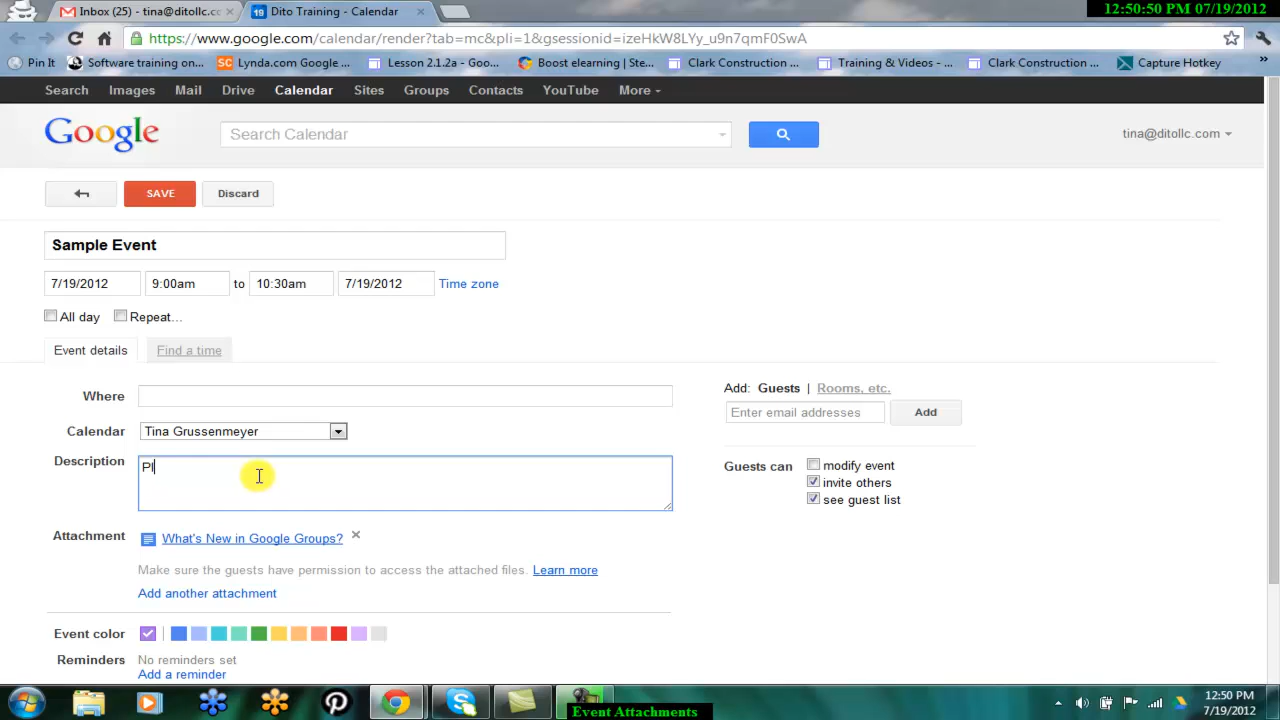 12:50:50 PM 07/19/2012
Inbox (25) - tina@ditollc.co
19 Dito Training - Calendar
https://www.google.com/calendar/render?tab=mc&pli=1&gsessionid=izeHkW8LYy_u9n7qmF0SwA
Pin It Software training on... SC Lynda.com Google ... Lesson 2.1.2a - Goo... Boost elearning | Ste... Clark Construction ... Training & Videos - ... Clark Construction ... Capture Hotkey »
Search Images Mail Drive Calendar Sites Groups Contacts YouTube More
Google Search Calendar tina@ditollc.com
SAVE Discard
Sample Event
7/19/2012 9:00am to 10:30am 7/19/2012 Time zone
All day Repeat...
Event details Find a time
Where
Calendar Tina Grussenmeyer
Description Pl
Attachment What's New in Google Groups?
Make sure the guests have permission to access the attached files. Learn more
Add another attachment
Event color
Reminders No reminders set
Add a reminder
Add: Guests | Rooms, etc.
Enter email addresses Add
Guests can modify event
invite others
see guest list
Event Attachments
12:50 PM
7/19/2012